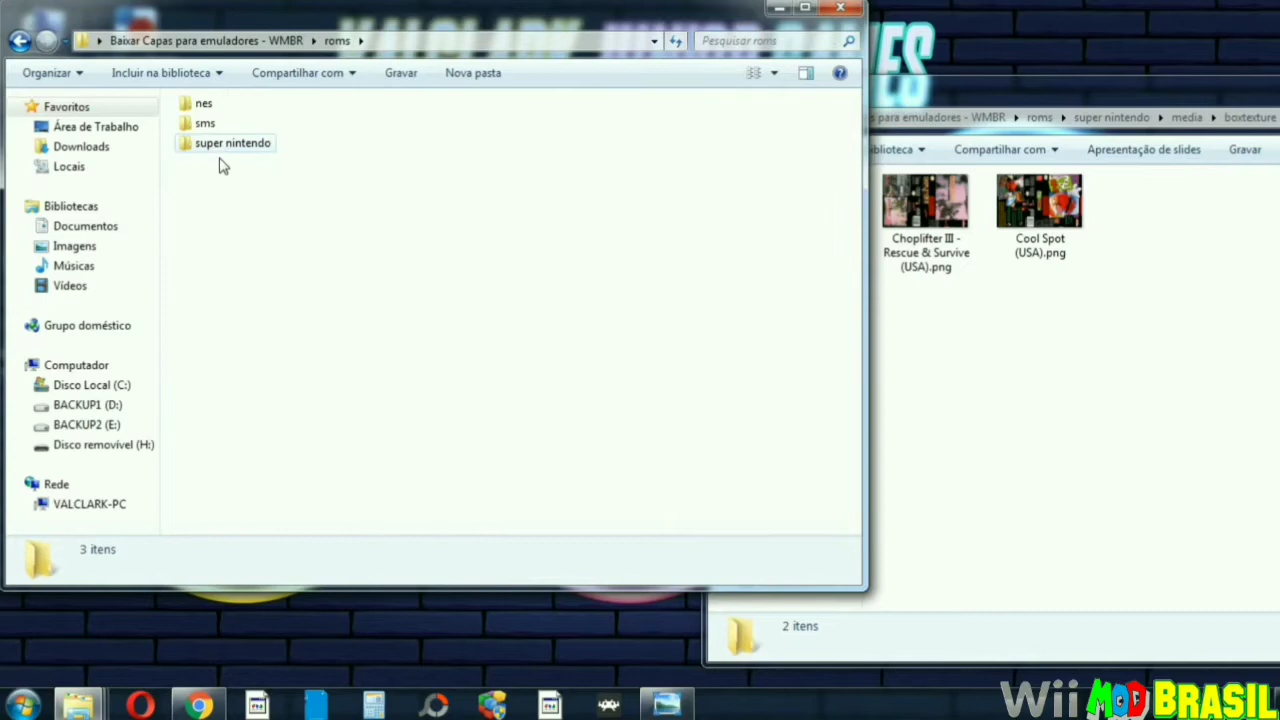 Baixar Capas para emuladores - WMBR
roms
Pesquisar roms
Organizar
Incluir na biblioteca
Compartilhar com
Gravar
Nova pasta
Favoritos
Área de Trabalho
Downloads
Locais
Bibliotecas
Documentos
Imagens
Músicas
Vídeos
Grupo doméstico
Computador
Disco Local (C:)
BACKUP1 (D:)
BACKUP2 (E:)
Disco removível (H:)
Rede
VALCLARK-PC
nes
sms
super nintendo
3 itens
s para emuladores - WMBR
roms
super nintendo
media
boxtexture
blioteca
Compartilhar com
Apresentação de slides
Gravar
Choplifter III -
Rescue & Survive
(USA).png
Cool Spot
(USA).png
2 itens
Wii MOD BRASIL